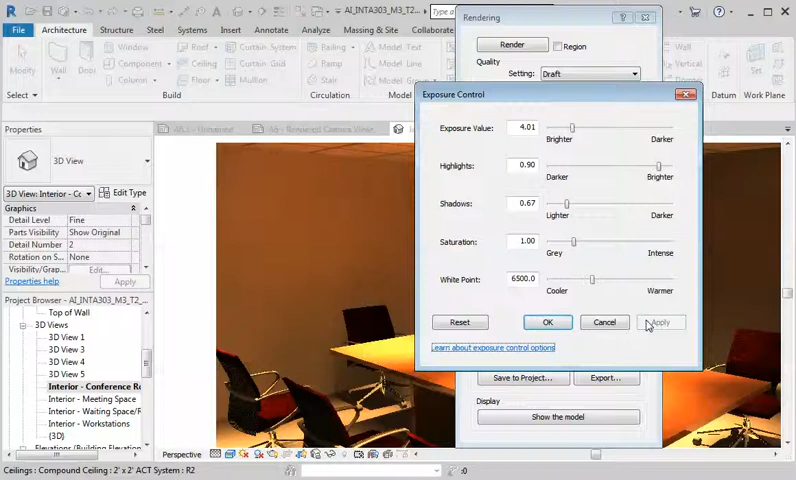 AI_INTA303_M3_T2_
Type a
Rendering
File
Architecture
Structure
Steel
Systems
Insert
Annotate
Analyze
Massing & Site
Collaborate
Render
Region
Window
Roof
Curtain System
Model Text
Railing
Wall
Quality
Modify
Wall
Door
Component
Ceiling
Curtain Grid
Model Line
Ramp
Vertical
Set
Setting:
Draft
Column
Floor
Mullion
Model Group
Stair
Select
Build
Circulation
Model
Datum
Work Plane
Exposure Control
Properties
3D View
Exposure Value:
4.01
Brighter
Darker
Highlights:
0.90
Darker
Brighter
3D View: Interior - Cc
Edit Type
Graphics
Shadows:
0.67
Lighter
Darker
Detail Level
Fine
Parts Visibility
Show Original
Detail Number
2
Saturation:
1.00
Grey
Intense
Rotation on S...
None
Visibility/Grap...
Edit...
Properties help
Apply
White Point:
6500.0
Cooler
Warmer
Project Browser - AI_INTA303_M3_T2_...
Top of Wall
3D Views
3D View 1
3D View 3
3D View 4
3D View 5
Interior - Conference Ro
Interior - Meeting Space
Interior - Waiting Space/R
Interior - Workstations
{3D}
Elevations (Building Elevation
Reset
OK
Cancel
Apply
Learn about exposure control options
Save to Project...
Export...
Display
Show the model
Perspective
Ceilings : Compound Ceiling : 2' x 2' ACT System : R2
:0